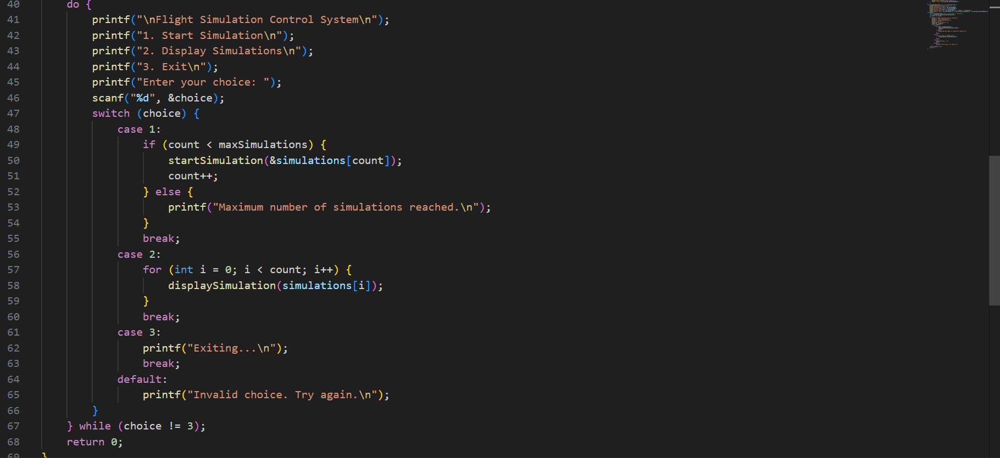 40 do {
41 printf("\nFlight Simulation Control System\n");
42 printf("1. Start Simulation\n");
43 printf("2. Display Simulations\n");
44 printf("3. Exit\n");
45 printf("Enter your choice: ");
46 scanf("%d", &choice);
47 switch (choice) {
48 case 1:
49 if (count < maxSimulations) {
50 startSimulation(&simulations[count]);
51 count++;
52 } else {
53 printf("Maximum number of simulations reached.\n");
54 }
55 break;
56 case 2:
57 for (int i = 0; i < count; i++) {
58 displaySimulation(simulations[i]);
59 }
60 break;
61 case 3:
62 printf("Exiting...\n");
63 break;
64 default:
65 printf("Invalid choice. Try again.\n");
66 }
67 } while (choice != 3);
68 return 0;
69 }